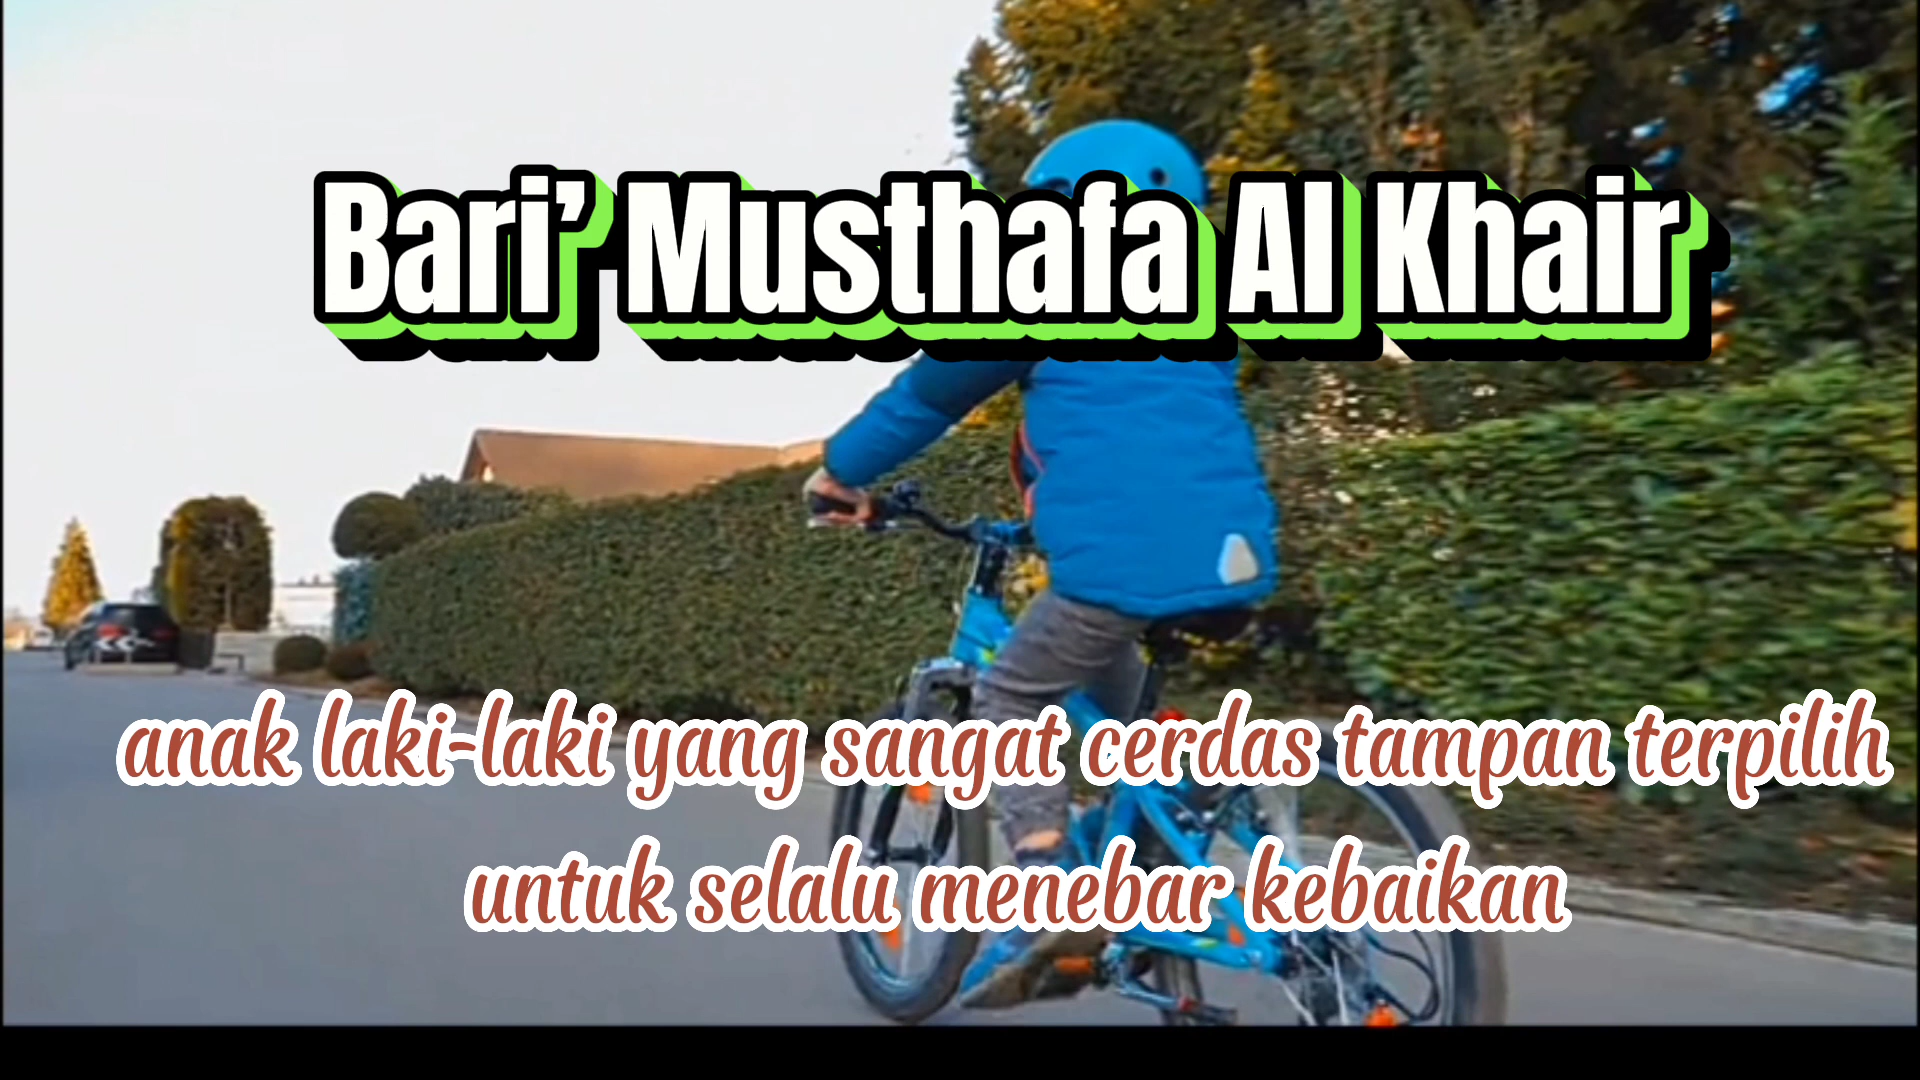 Bari’ Musthafa Al Khair
anak laki-laki yang sangat cerdas tampan terpilih
untuk selalu menebar kebaikan